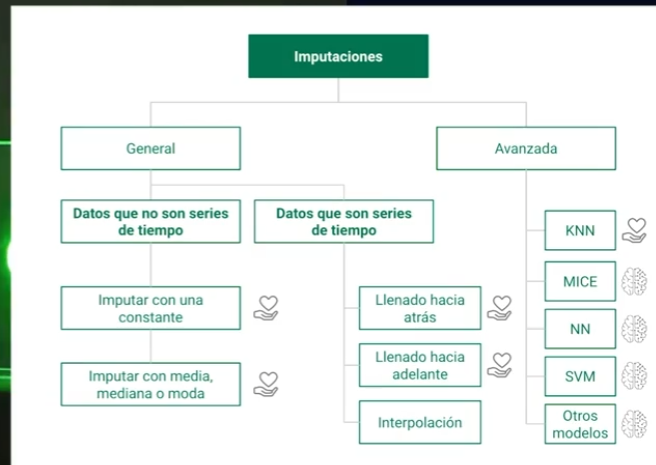 Imputaciones
General
Avanzada
Datos que no son series
de tiempo
Datos que son series
de tiempo
Imputar con una
constante
Imputar con media,
mediana o moda
Llenado hacia
atrás
Llenado hacia
adelante
Interpolación
KNN
MICE
NN
SVM
Otros
modelos